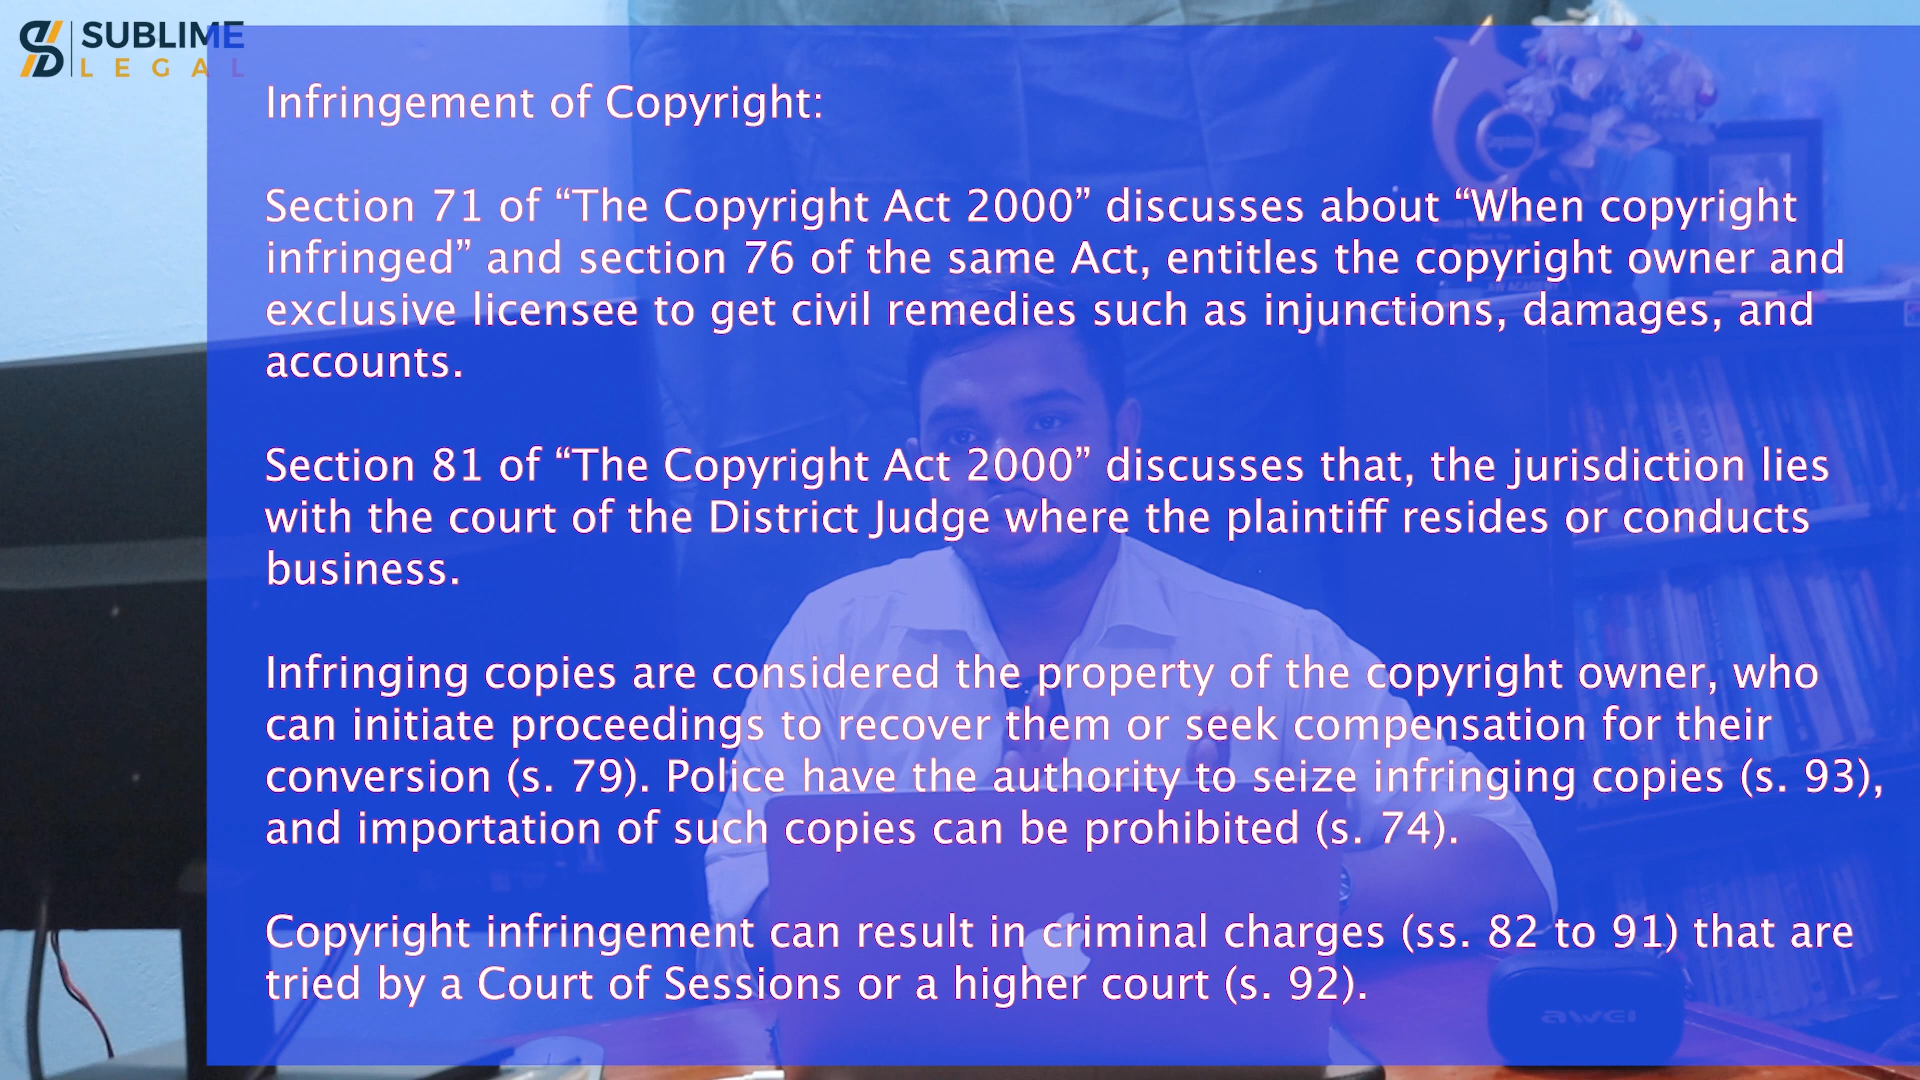 SUBLIME
LEGAL
Infringement of Copyright:
Section 71 of “The Copyright Act 2000” discusses about “When copyright
infringed” and section 76 of the same Act, entitles the copyright owner and
exclusive licensee to get civil remedies such as injunctions, damages, and
accounts.
Section 81 of “The Copyright Act 2000” discusses that, the jurisdiction lies
with the court of the District Judge where the plaintiff resides or conducts
business.
Infringing copies are considered the property of the copyright owner, who
can initiate proceedings to recover them or seek compensation for their
conversion (s. 79). Police have the authority to seize infringing copies (s. 93),
and importation of such copies can be prohibited (s. 74).
Copyright infringement can result in criminal charges (ss. 82 to 91) that are
tried by a Court of Sessions or a higher court (s. 92).
awei